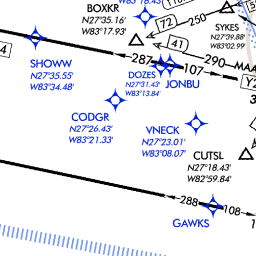 W83°18.43'
BOXKR
N27°35.16'
W83°17.93'
72
110
250
SYKES
N27°39.88'
W83°02.99'
41
4
SHOWW
N27°35.55'
W83°34.48'
287
290
MAA
DOZES
N27°31.43'
W83°13.84'
107
JONBU
Y2
CODGR
N27°26.43'
W83°21.33'
VNECK
N27°23.01'
W83°08.07'
CUTSL
N27°18.43'
W82°59.84'
288
108
GAWKS